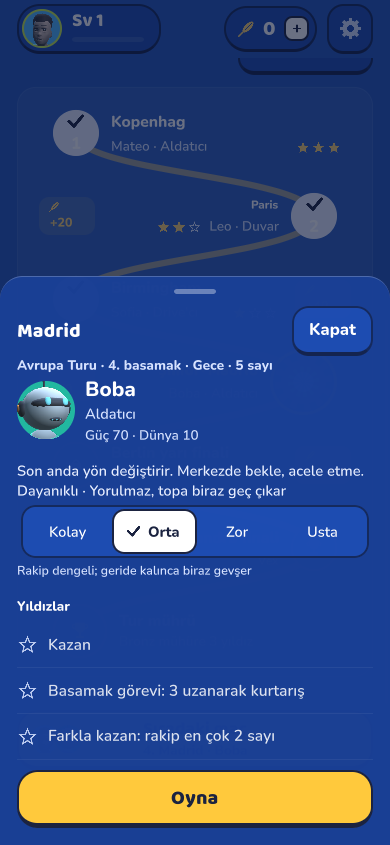 Sv 1
0
+
Kopenhag
1
Mateo · Aldatıcı
Paris
2
+20
Leo · Duvar
Madrid
Kapat
Avrupa Turu · 4. basamak · Gece · 5 sayı
Boba
Aldatıcı
Güç 70 · Dünya 10
Son anda yön değiştirir. Merkezde bekle, acele etme.
Dayanıklı · Yorulmaz, topa biraz geç çıkar
Kolay
Orta
Zor
Usta
Rakip dengeli; geride kalınca biraz gevşer
Yıldızlar
Kazan
Basamak görevi: 3 uzanarak kurtarış
Farkla kazan: rakip en çok 2 sayı
Oyna